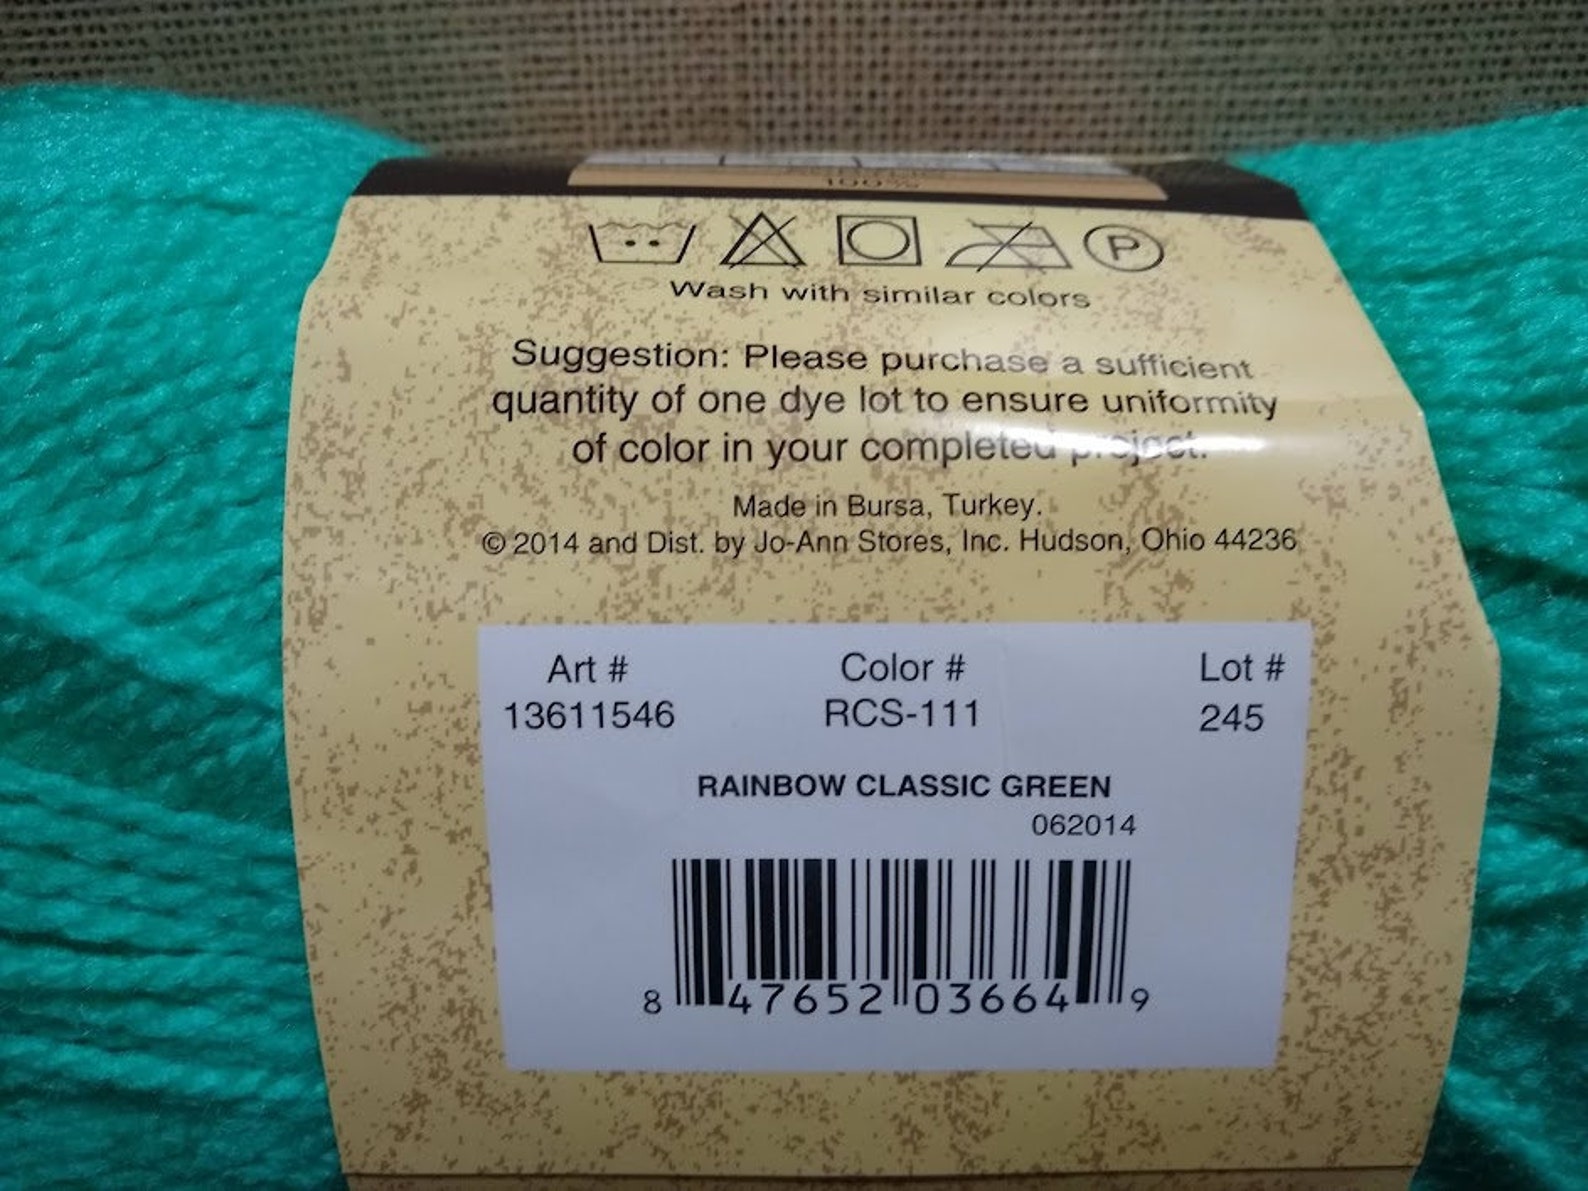 100%
P
Wash with similar colors
Suggestion: Please purchase a sufficient
quantity of one dye lot to ensure uniformity
of color in your completed project.
Made in Bursa, Turkey.
© 2014 and Dist. by Jo-Ann Stores, Inc. Hudson, Ohio 44236
Art # Color # Lot #
13611546 RCS-111 245
RAINBOW CLASSIC GREEN
062014
8 47652 03664 9